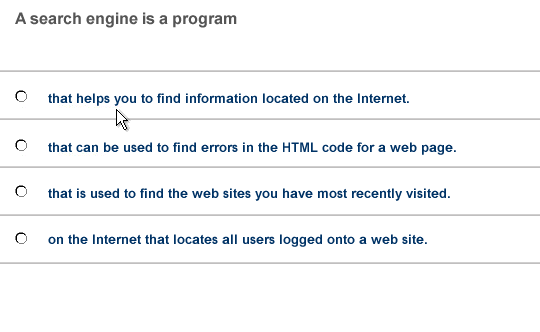 A search engine is a program
that helps you to find information located on the Internet.
that can be used to find errors in the HTML code for a web page.
that is used to find the web sites you have most recently visited.
on the Internet that locates all users logged onto a web site.